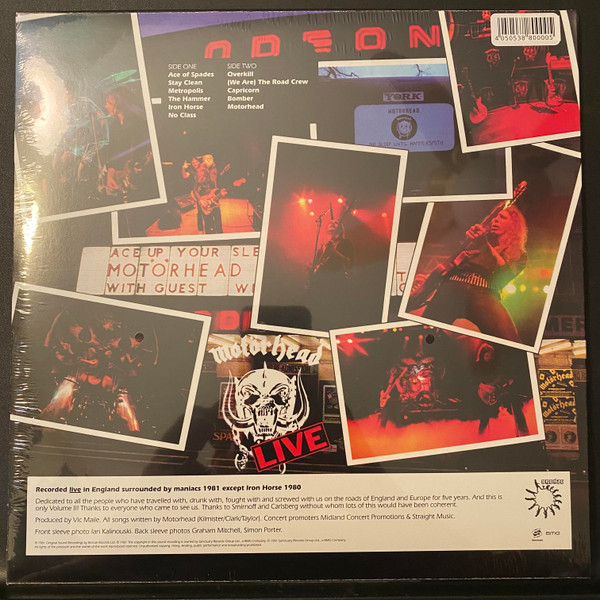 ODEON
4050538800005
SIDE ONE
Ace of Spades
Stay Clean
Metropolis
The Hammer
Iron Horse
No Class
SIDE TWO
Overkill
(We Are) The Road Crew
Capricorn
Bomber
Motorhead
YORK
MOTORHEAD
ACE UP YOUR SLE
MOTORHEAD
WITH GUEST
motörhead
LIVE
Motorhead
Recorded live in England surrounded by maniacs 1981 except Iron Horse 1980
Dedicated to all the people who have travelled with, drunk with, fought with and screwed with us on the roads of England and Europe for five years. And this is
only Volume II! Thanks to everyone who came to see us. Thanks to Smirnoff and Carlsberg without whom lots of this would have been coherent.
Produced by Vic Maile. All songs written by Motorhead (Kilmister/Clark/Taylor). Concert promoters Midland Concert Promotions & Straight Music.
Front sleeve photo Ian Kalinouski. Back sleeve photos Graham Mitchell, Simon Porter.
BRONZE
BMG